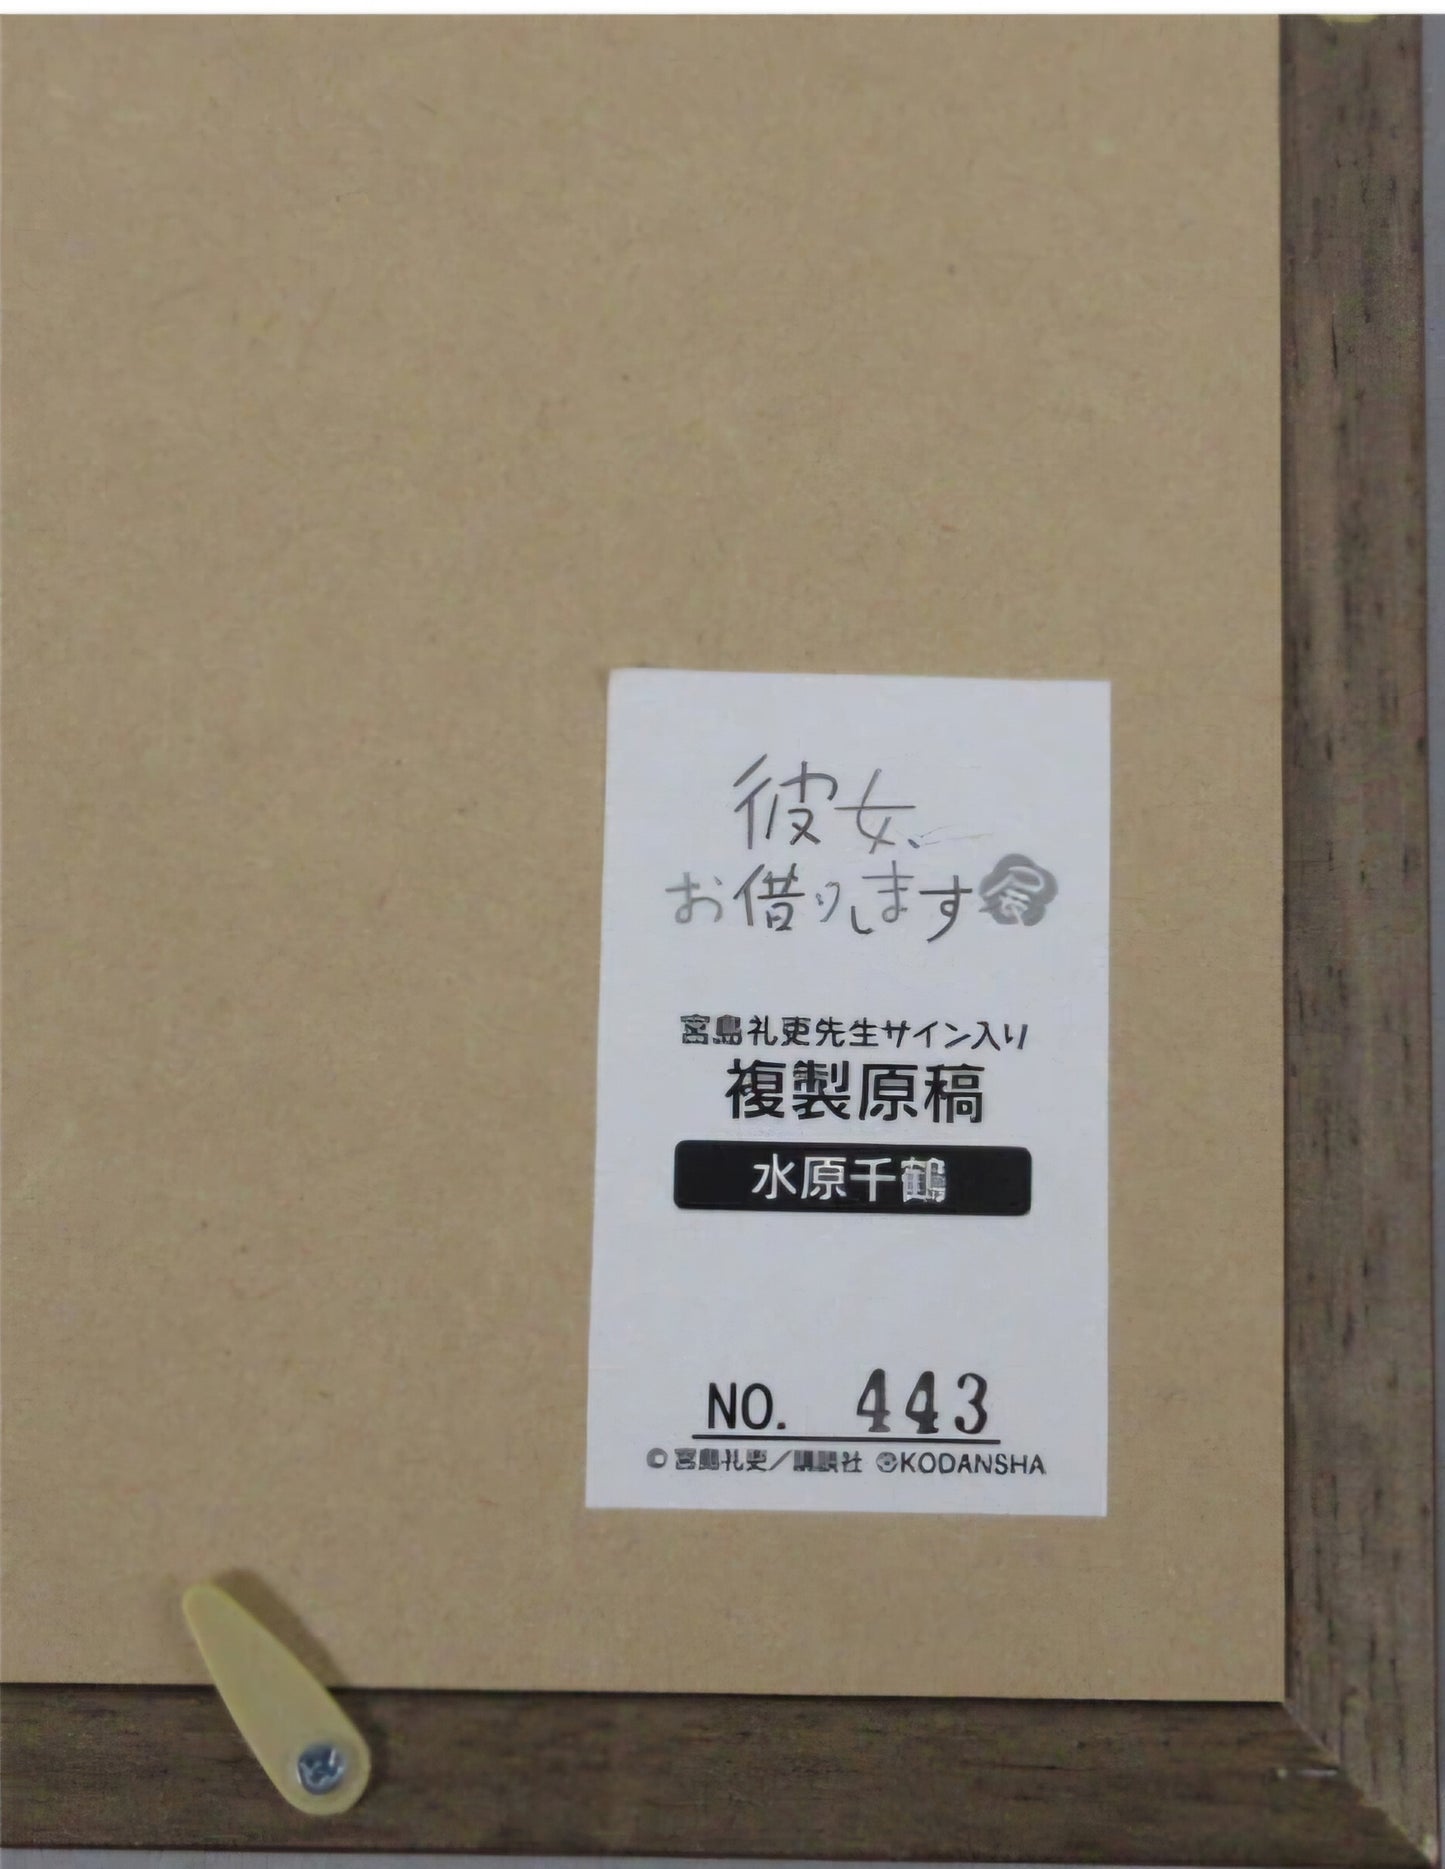 彼女、
お借りします展
宮島礼吏先生サイン入り
複製原稿
水原千鶴
NO. 443
© 宮島礼吏／講談社 ©KODANSHA